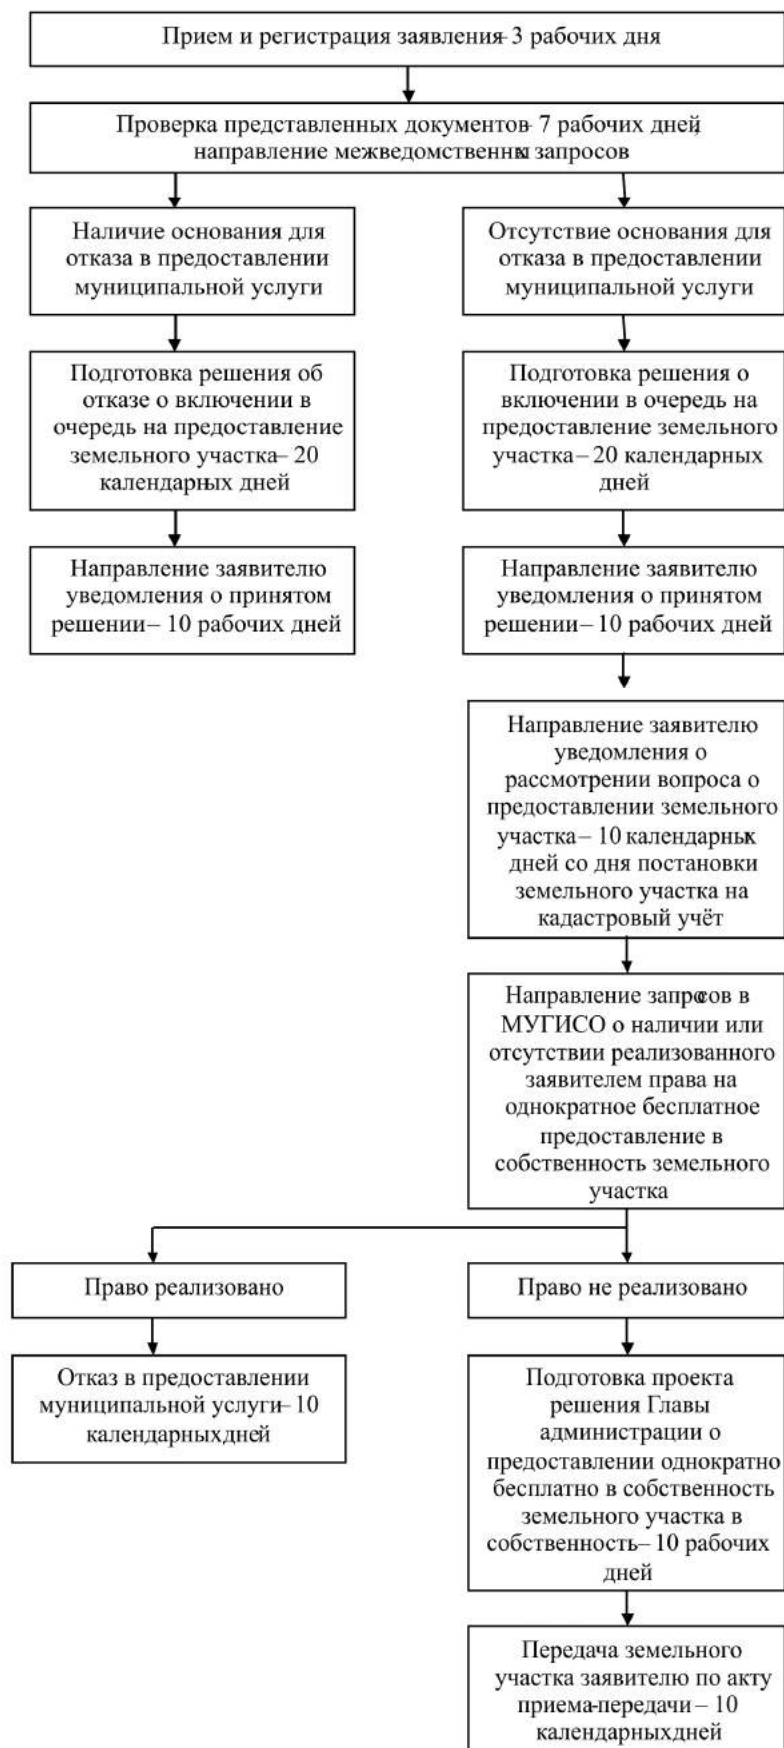 Прием и регистрация заявления– 3 рабочих дня
Проверка представленных документов– 7 рабочих дней,
направление межведомственных запросов
Наличие основания для
отказа в предоставлении
муниципальной услуги
Отсутствие основания для
отказа в предоставлении
муниципальной услуги
Подготовка решения об
отказе о включении в
очередь на предоставление
земельного участка– 20
календарных дней
Подготовка решения о
включении в очередь на
предоставление земельного
участка– 20 календарных
дней
Направление заявителю
уведомления о принятом
решении– 10 рабочих дней
Направление заявителю
уведомления о принятом
решении– 10 рабочих дней
Направление заявителю
уведомления о
рассмотрении вопроса о
предоставлении земельного
участка– 10 календарных
дней со дня постановки
земельного участка на
кадастровый учёт
Направление запросов в
МУГИСО о наличии или
отсутствии реализованного
заявителем права на
однократное бесплатное
предоставление в
собственность земельного
участка
Право реализовано
Право не реализовано
Отказ в предоставлении
муниципальной услуги– 10
календарных дней
Подготовка проекта
решения Главы
администрации о
предоставлении однократно
бесплатно в собственность
земельного участка в
собственность– 10 рабочих
дней
Передача земельного
участка заявителю по акту
приема-передачи – 10
календарных дней